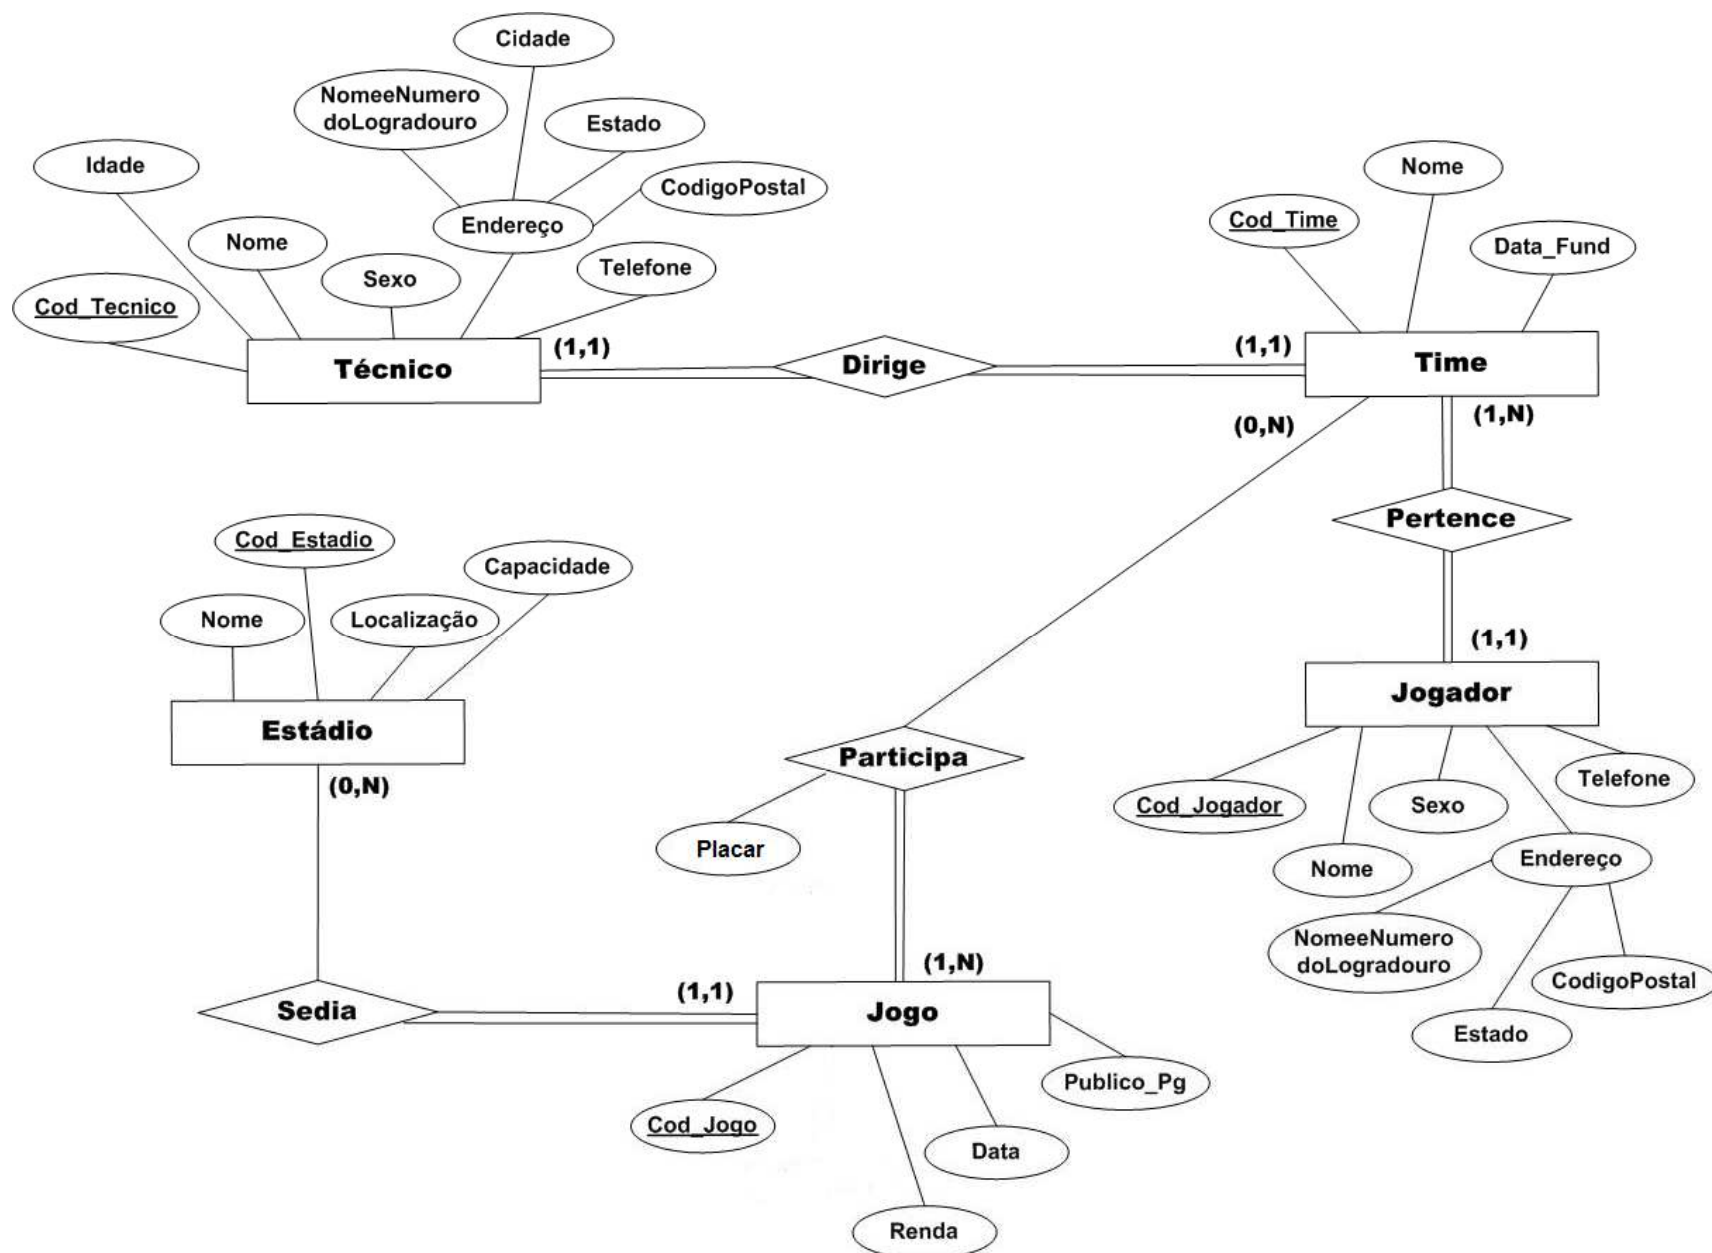 Cidade
NomeeNumero
doLogradouro
Estado
Idade
CodigoPostal
Nome
Endereço
Sexo
Telefone
Cod_Tecnico
Técnico
(1,1)
Dirige
(1,1)
Nome
Cod_Time
Data_Fund
Time
(0,N)
(1,N)
Pertence
(1,1)
Jogador
Cod_Jogador
Nome
Sexo
Telefone
Endereço
NomeeNumero
doLogradouro
CodigoPostal
Estado
Cod_Estadio
Capacidade
Nome
Localização
Estádio
(0,N)
Participa
Placar
(1,N)
Sedia
(1,1)
Jogo
Cod_Jogo
Publico_Pg
Data
Renda